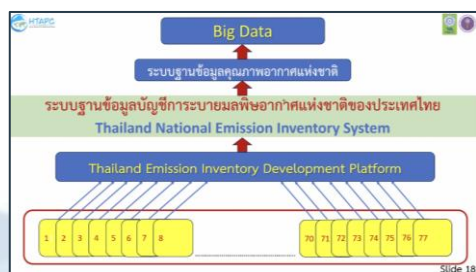 HTAPC
Big Data
ระบบฐานข้อมูลคุณภาพอากาศแห่งชาติ
ระบบฐานข้อมูลบัญชีการระบายมลพิษอากาศแห่งชาติของประเทศไทย
Thailand National Emission Inventory System
Thailand Emission Inventory Development Platform
1 2 3 4 5 6 7 8 70 71 72 73 74 75 76 77
Slide 18